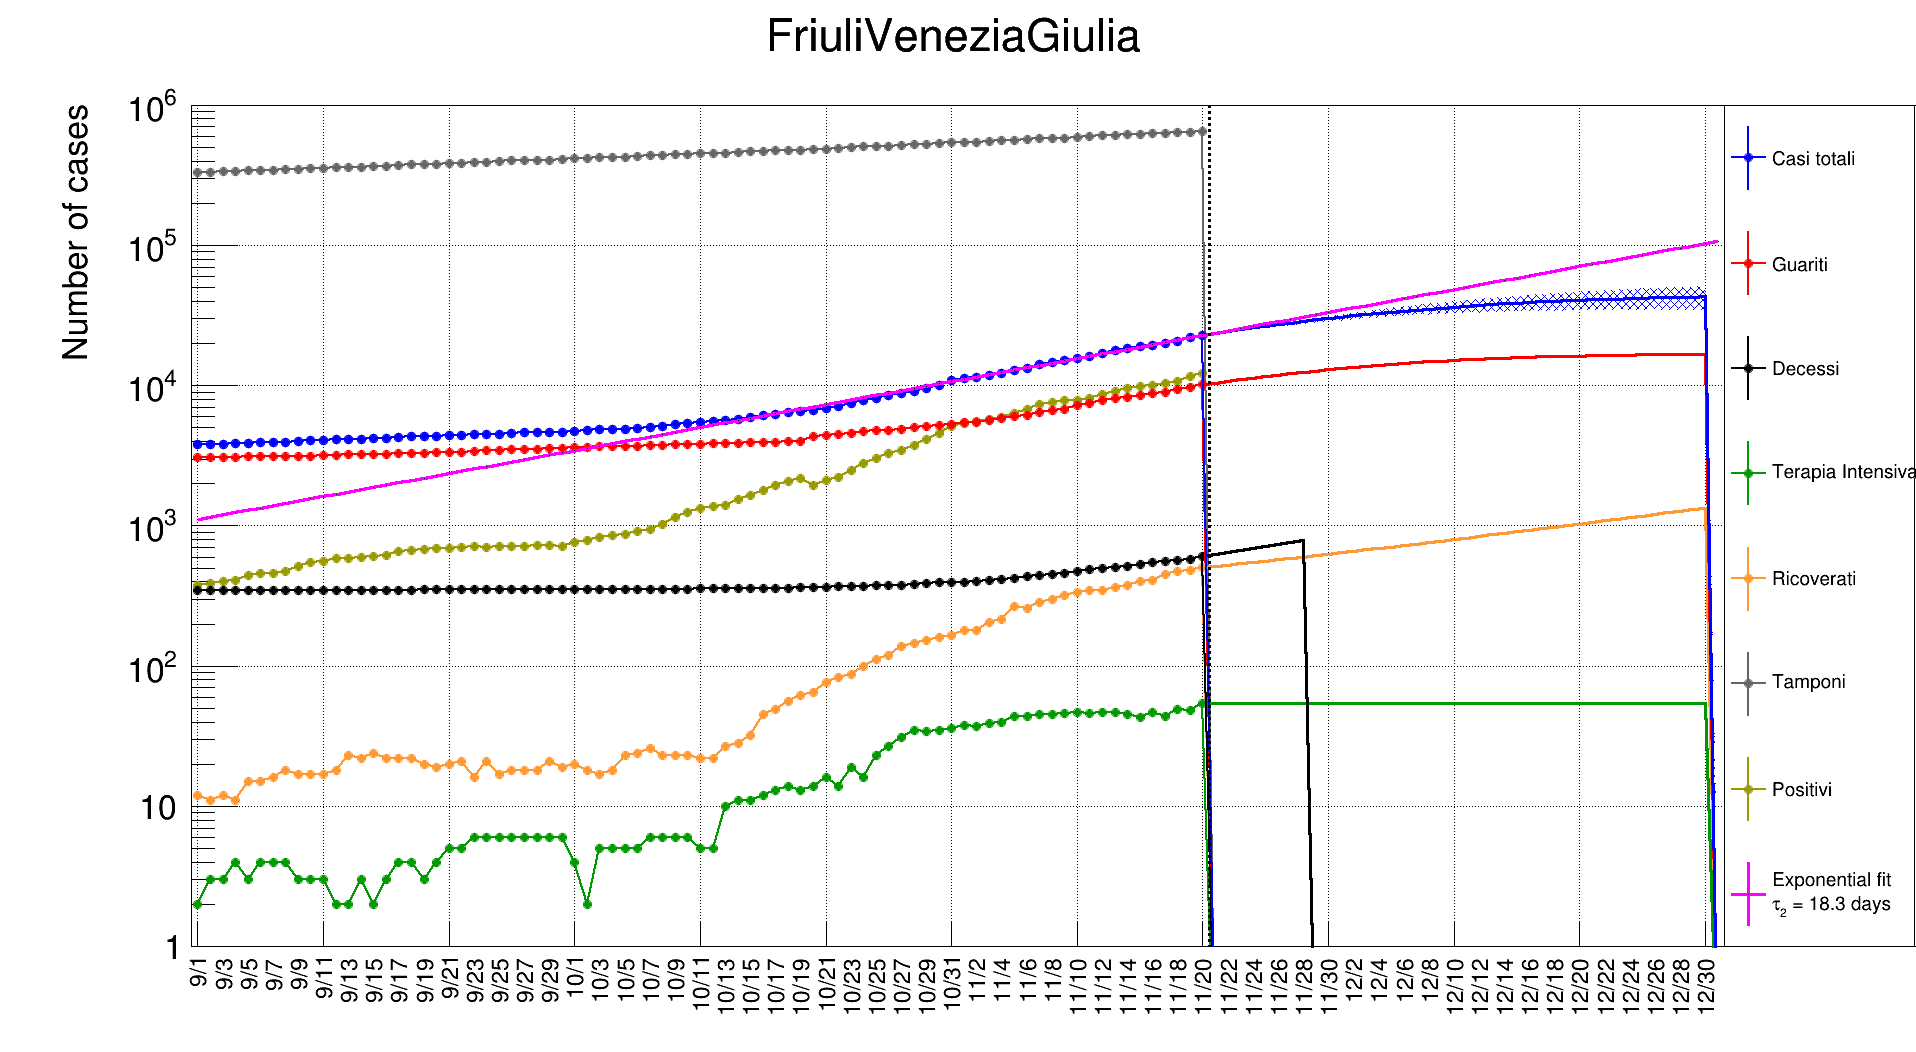 FriuliVeneziaGiulia
Number of cases
10^6
10^5
10^4
10^3
10^2
10
1
9/1 9/3 9/5 9/7 9/9 9/11 9/13 9/15 9/17 9/19 9/21 9/23 9/25 9/27 9/29 10/1 10/3 10/5 10/7 10/9 10/11 10/13 10/15 10/17 10/19 10/21 10/23 10/25 10/27 10/29 10/31 11/2 11/4 11/6 11/8 11/10 11/12 11/14 11/16 11/18 11/20 11/22 11/24 11/26 11/28 11/30 12/2 12/4 12/6 12/8 12/10 12/12 12/14 12/16 12/18 12/20 12/22 12/24 12/26 12/28 12/30
Casi totali
Guariti
Decessi
Terapia Intensiva
Ricoverati
Tamponi
Positivi
Exponential fit
τ_2 = 18.3 days